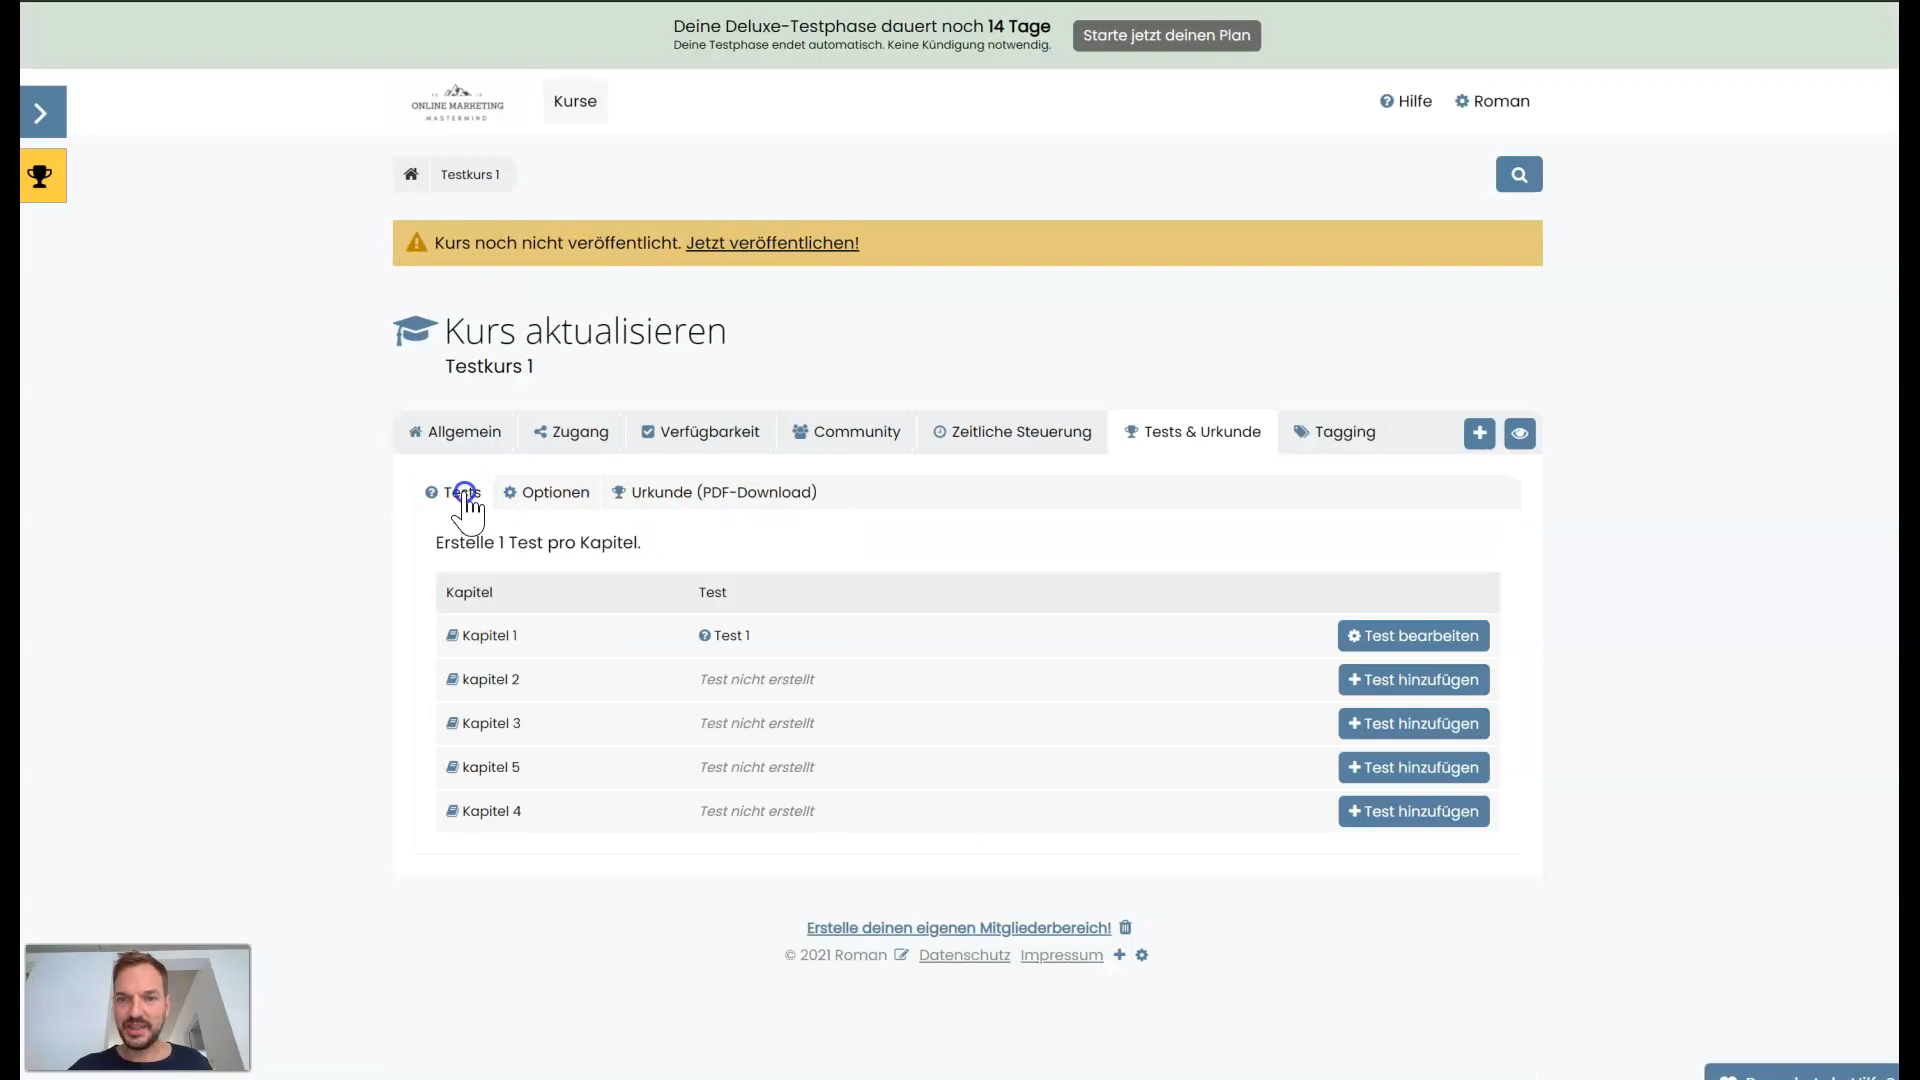 Deine Deluxe-Testphase dauert noch 14 Tage
Deine Testphase endet automatisch. Keine Kündigung notwendig.
Starte jetzt deinen Plan
ONLINE MARKETING
MASTERMIND
Kurse
Hilfe
Roman
Testkurs 1
Kurs noch nicht veröffentlicht. Jetzt veröffentlichen!
Kurs aktualisieren
Testkurs 1
Allgemein
Zugang
Verfügbarkeit
Community
Zeitliche Steuerung
Tests & Urkunde
Tagging
Tests
Optionen
Urkunde (PDF-Download)
Erstelle 1 Test pro Kapitel.
Kapitel Test
Kapitel 1 Test 1 Test bearbeiten
kapitel 2 Test nicht erstellt Test hinzufügen
Kapitel 3 Test nicht erstellt Test hinzufügen
kapitel 5 Test nicht erstellt Test hinzufügen
Kapitel 4 Test nicht erstellt Test hinzufügen
Erstelle deinen eigenen Mitgliederbereich!
© 2021 Roman Datenschutz Impressum